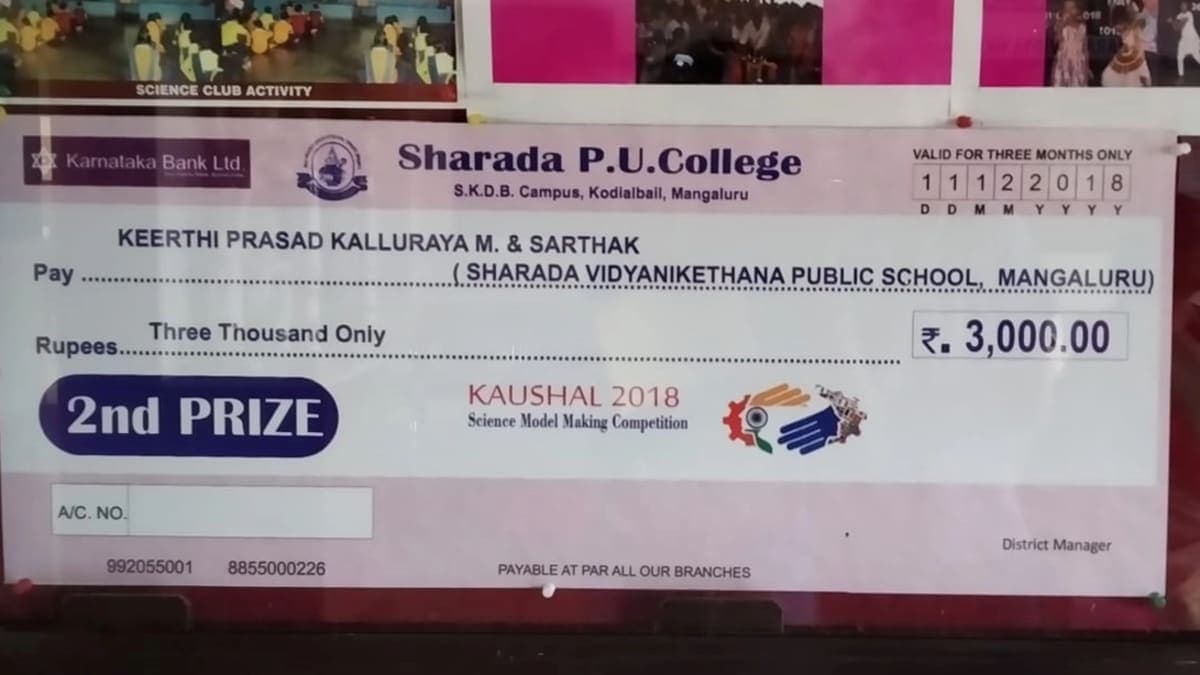 SCIENCE CLUB ACTIVITY
Karnataka Bank Ltd.
Sharada P.U.College
S.K.D.B. Campus, Kodialbail, Mangaluru
VALID FOR THREE MONTHS ONLY
1 1 1 2 2 0 1 8
D D M M Y Y Y Y
KEERTHI PRASAD KALLURAYA M. & SARTHAK
Pay ( SHARADA VIDYANIKETHANA PUBLIC SCHOOL, MANGALURU)
Rupees Three Thousand Only
₹. 3,000.00
2nd PRIZE
KAUSHAL 2018
Science Model Making Competition
A/C. NO.
District Manager
992055001 8855000226
PAYABLE AT PAR ALL OUR BRANCHES